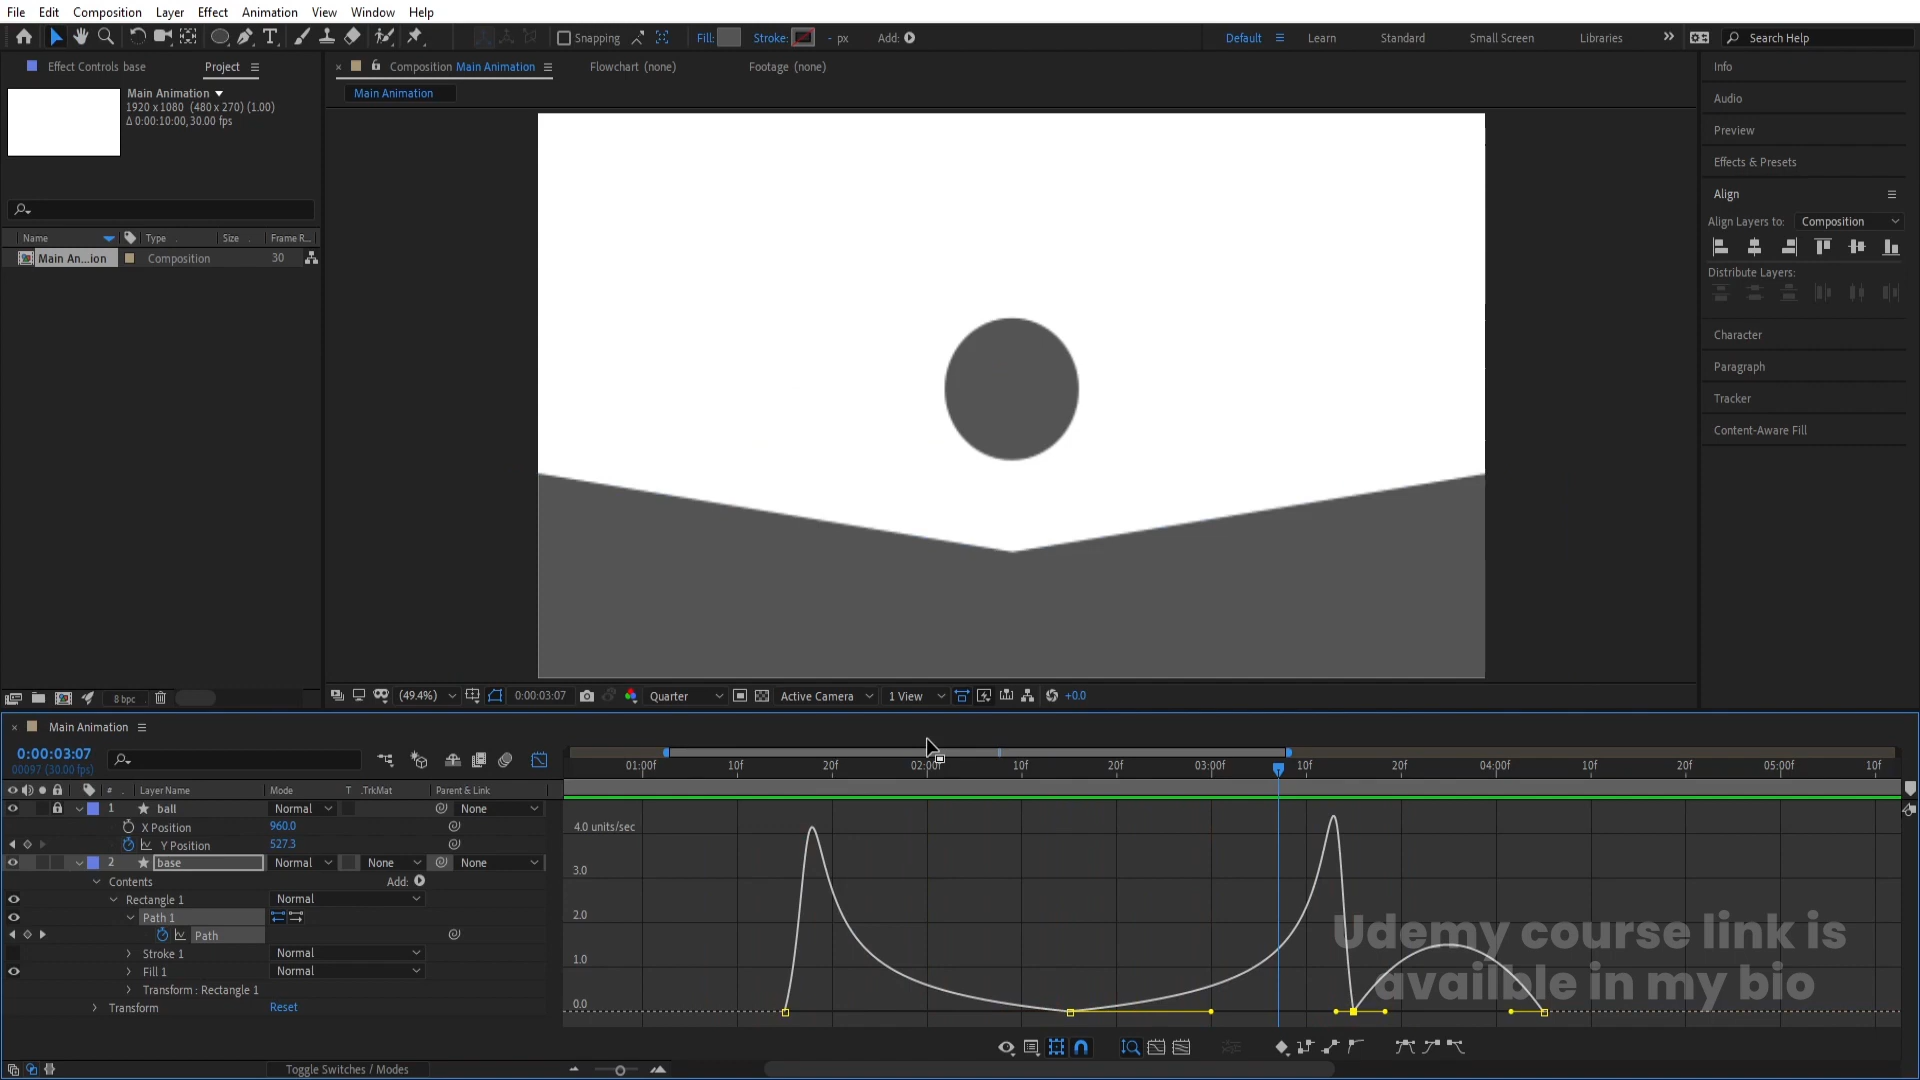 File Edit Composition Layer Effect Animation View Window Help
Snapping Fill: Stroke: - px Add: Default Learn Standard Small Screen Libraries Search Help
Effect Controls base Project
Composition Main Animation Flowchart (none) Footage (none)
Main Animation
Main Animation
1920 x 1080 (480 x 270) (1.00)
Δ 0:00:10:00, 30.00 fps
Name Type Size Frame R...
Main An...ion Composition 30
Info
Audio
Preview
Effects & Presets
Align
Align Layers to: Composition
Distribute Layers:
Character
Paragraph
Tracker
Content-Aware Fill
8 bpc (49.4%) 0:00:03:07 Quarter Active Camera 1 View +0.0
Main Animation
0:00:03:07
00097 (30.00 fps)
# Layer Name Mode T .TrkMat Parent & Link
01:00f 10f 20f 02:00f 10f 20f 03:00f 10f 20f 04:00f 10f 20f 05:00f 10f
1 ball Normal None
X Position 960.0
Y Position 527.3
2 base Normal None None
Contents Add:
Rectangle 1 Normal
Path 1
Path
Stroke 1 Normal
Fill 1 Normal
Transform : Rectangle 1
Transform Reset
4.0 units/sec
3.0
2.0
1.0
0.0
Udemy course link is
availble in my bio
Toggle Switches / Modes